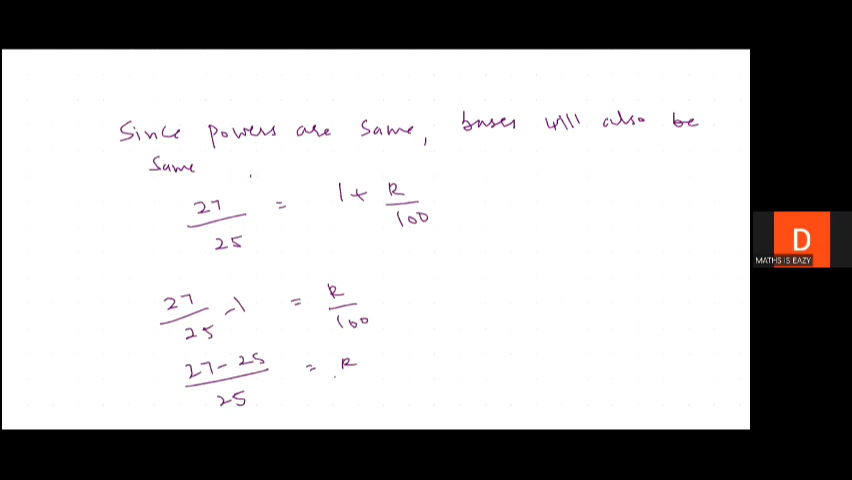 Since powers are same, bases will also be
same
27/25 = 1 + R/100
27/25 - 1 = R/100
27 - 25/25 = R
D
MATHS IS EAZY